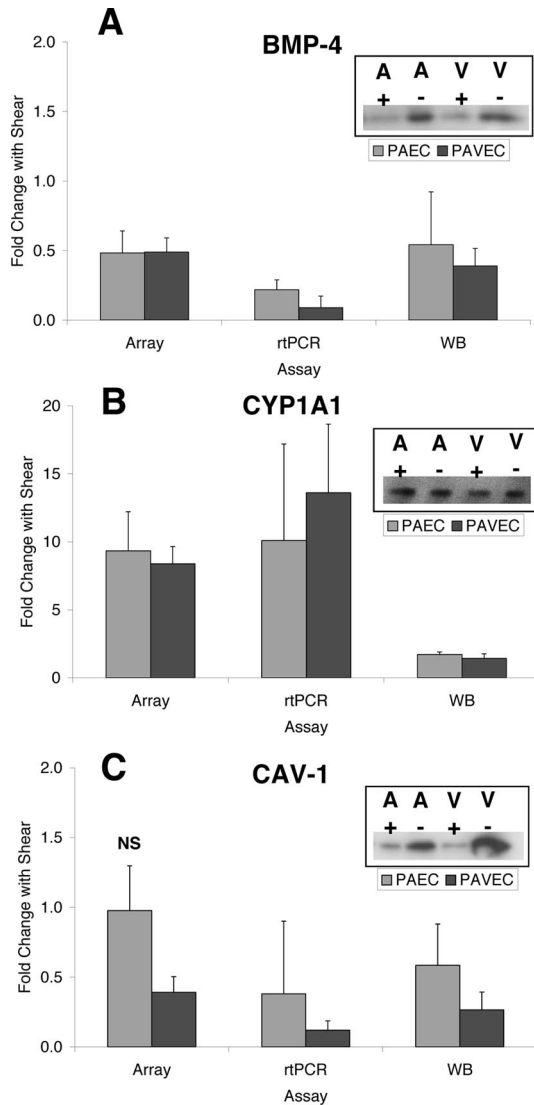 A
BMP-4
2.0
1.5
1.0
0.5
0.0
Fold Change with Shear
A A V V
+ - + -
PAEC PAVEC
Array rtPCR WB
Assay
B
CYP1A1
20
15
10
5
0
Fold Change with Shear
A A V V
+ - + -
PAEC PAVEC
Array rtPCR WB
Assay
C
CAV-1
2.0
1.5
1.0
0.5
0.0
Fold Change with Shear
NS
A A V V
+ - + -
PAEC PAVEC
Array rtPCR WB
Assay